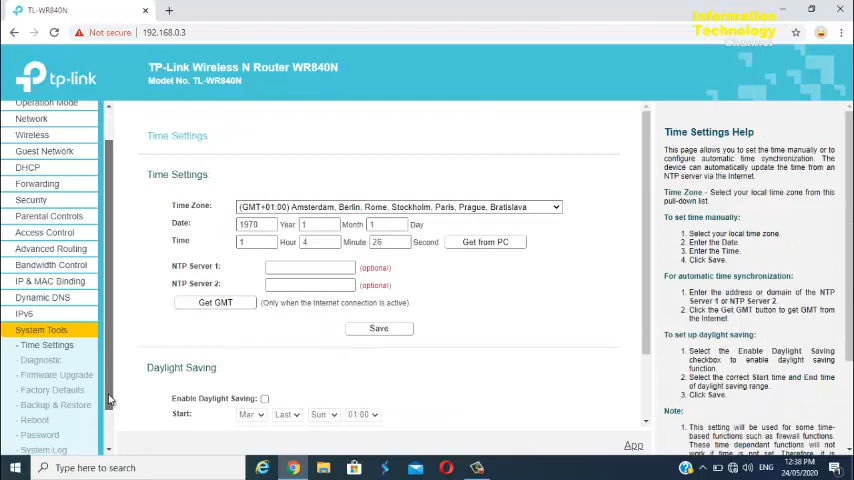 TL-WR840N
Not secure | 192.168.0.3
Information
Technology
Channel
tp-link
TP-Link Wireless N Router WR840N
Model No. TL-WR840N
Operation Mode
Network
Wireless
Guest Network
DHCP
Forwarding
Security
Parental Controls
Access Control
Advanced Routing
Bandwidth Control
IP & MAC Binding
Dynamic DNS
IPv6
System Tools
- Time Settings
- Diagnostic
- Firmware Upgrade
- Factory Defaults
- Backup & Restore
- Reboot
- Password
- System Log
Time Settings
Time Settings:
Time Zone: (GMT+01:00) Amsterdam, Berlin, Rome, Stockholm, Paris, Prague, Bratislava
Date: 1970 Year 1 Month 1 Day
Time 1 Hour 4 Minute 26 Second Get from PC
NTP Server 1: (optional)
NTP Server 2: (optional)
Get GMT (Only when the Internet connection is active).
Save
Daylight Saving:
Enable Daylight Saving:
Start: Mar Last Sun 01:00
App
Time Settings Help
This page allows you to set the time manually or to
configure automatic time synchronization. The
device can automatically update the time from an
NTP server via the Internet.
Time Zone - Select your local time zone from this
pull-down list.
To set time manually:
1. Select your local time zone.
2. Enter the Date.
3. Enter the Time.
4. Click Save.
For automatic time synchronization:
1. Enter the address or domain of the NTP
Server 1 or NTP Server 2.
2. Click the Get GMT button to get GMT from
the Internet.
To set up daylight saving:
1. Select the Enable Daylight Saving
checkbox to enable daylight saving
function.
2. Select the correct Start time and End time
of daylight saving range.
3. Click Save.
Note:
1. This setting will be used for some time-
based functions such as firewall functions.
These time dependant functions will not
Type here to search
ENG
12:38 PM
24/05/2020